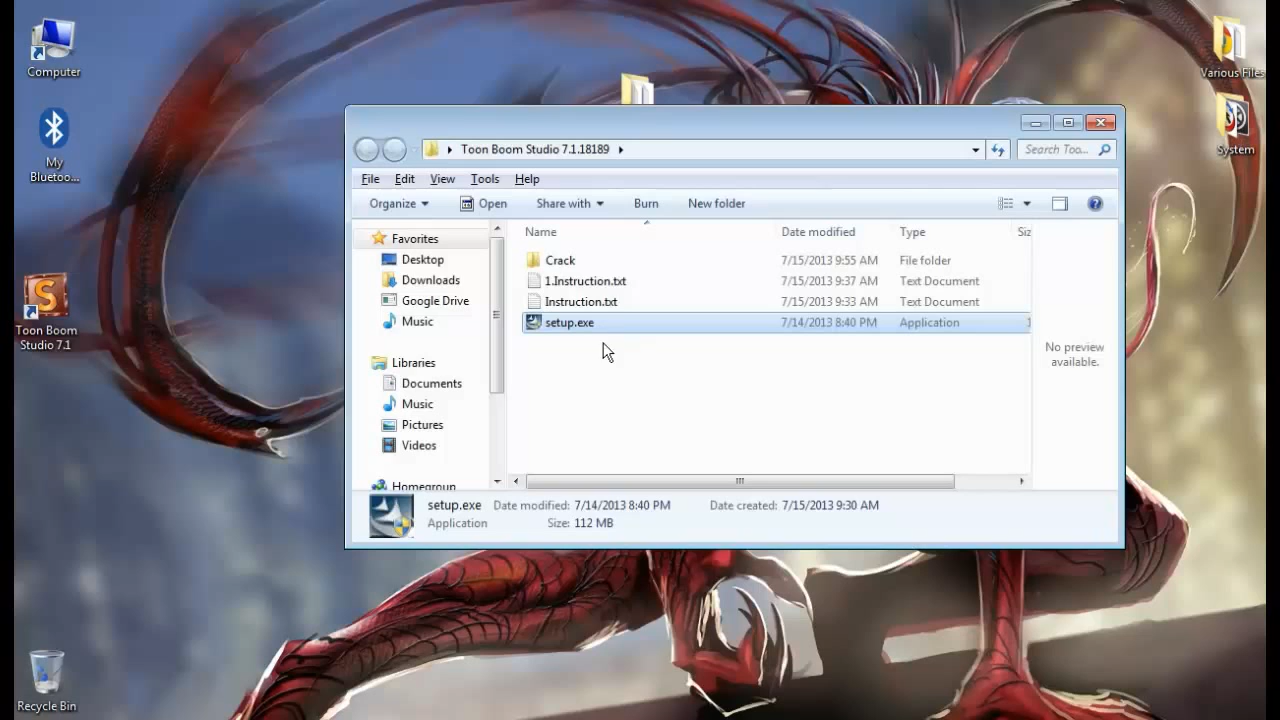 Computer
My
Bluetoo...
Toon Boom
Studio 7.1
Recycle Bin
Various Files
System
Toon Boom Studio 7.1.18189
Search Too...
File Edit View Tools Help
Organize Open Share with Burn New folder
Favorites
Desktop
Downloads
Google Drive
Music
Libraries
Documents
Music
Pictures
Videos
Homegroup
Name Date modified Type Siz
Crack 7/15/2013 9:55 AM File folder
1.Instruction.txt 7/15/2013 9:37 AM Text Document
Instruction.txt 7/15/2013 9:33 AM Text Document
setup.exe 7/14/2013 8:40 PM Application 1
No preview
available.
setup.exe Date modified: 7/14/2013 8:40 PM Date created: 7/15/2013 9:30 AM
Application Size: 112 MB